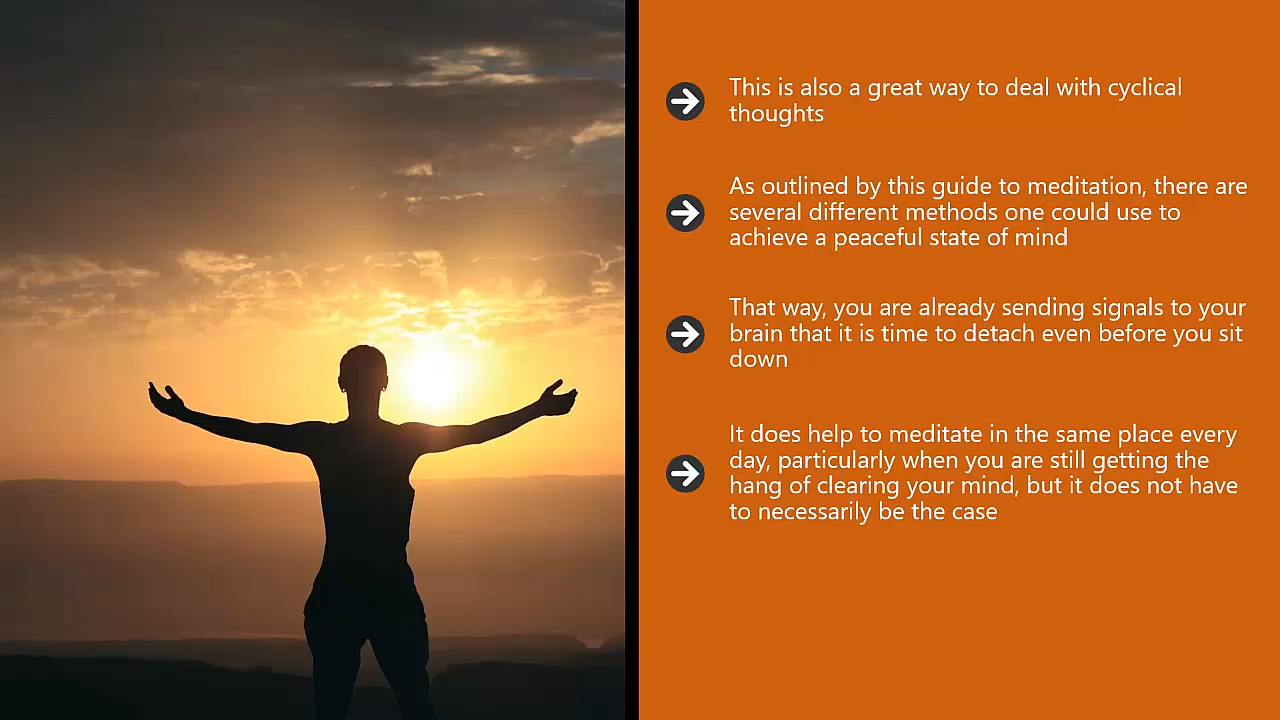 This is also a great way to deal with cyclical
thoughts
As outlined by this guide to meditation, there are
several different methods one could use to
achieve a peaceful state of mind
That way, you are already sending signals to your
brain that it is time to detach even before you sit
down
It does help to meditate in the same place every
day, particularly when you are still getting the
hang of clearing your mind, but it does not have
to necessarily be the case